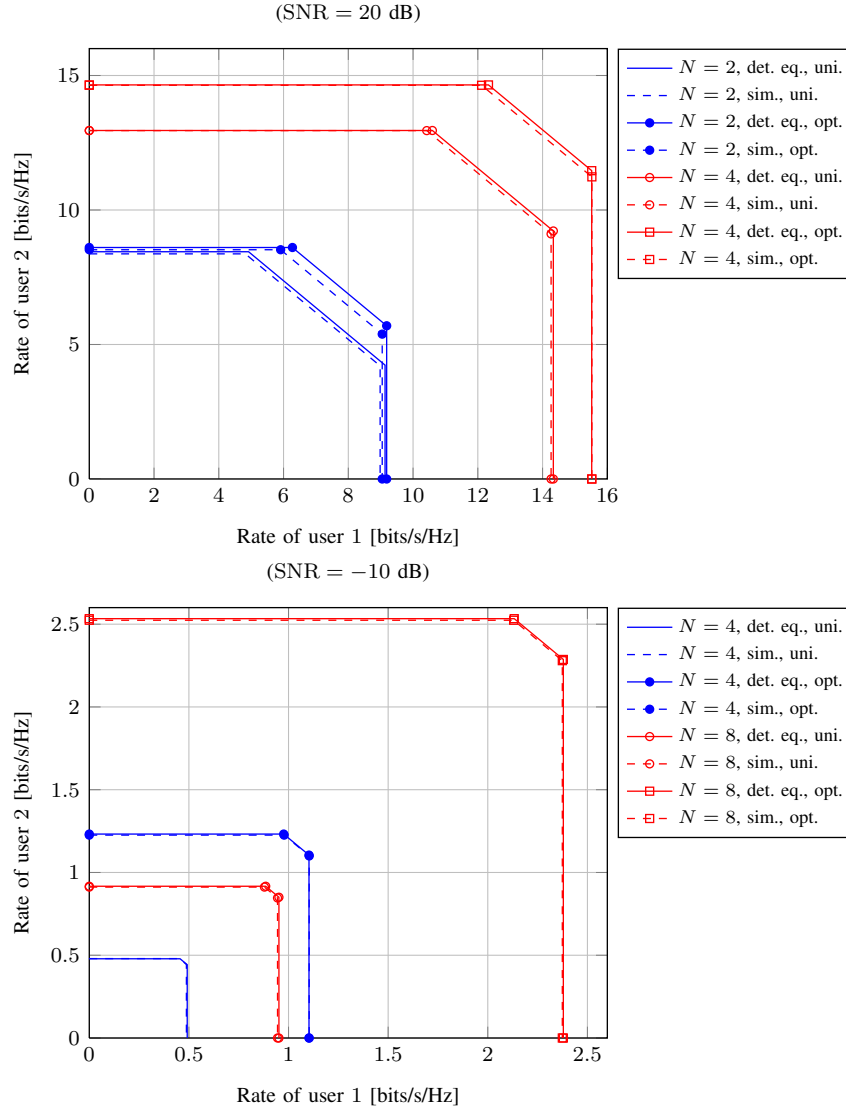 (SNR = 20 dB)
15
10
5
0
0 2 4 6 8 10 12 14 16
Rate of user 2 [bits/s/Hz]
Rate of user 1 [bits/s/Hz]
N = 2, det. eq., uni.
N = 2, sim., uni.
N = 2, det. eq., opt.
N = 2, sim., opt.
N = 4, det. eq., uni.
N = 4, sim., uni.
N = 4, det. eq., opt.
N = 4, sim., opt.
(SNR = −10 dB)
2.5
2
1.5
1
0.5
0
0 0.5 1 1.5 2 2.5
Rate of user 2 [bits/s/Hz]
Rate of user 1 [bits/s/Hz]
N = 4, det. eq., uni.
N = 4, sim., uni.
N = 4, det. eq., opt.
N = 4, sim., opt.
N = 8, det. eq., uni.
N = 8, sim., uni.
N = 8, det. eq., opt.
N = 8, sim., opt.